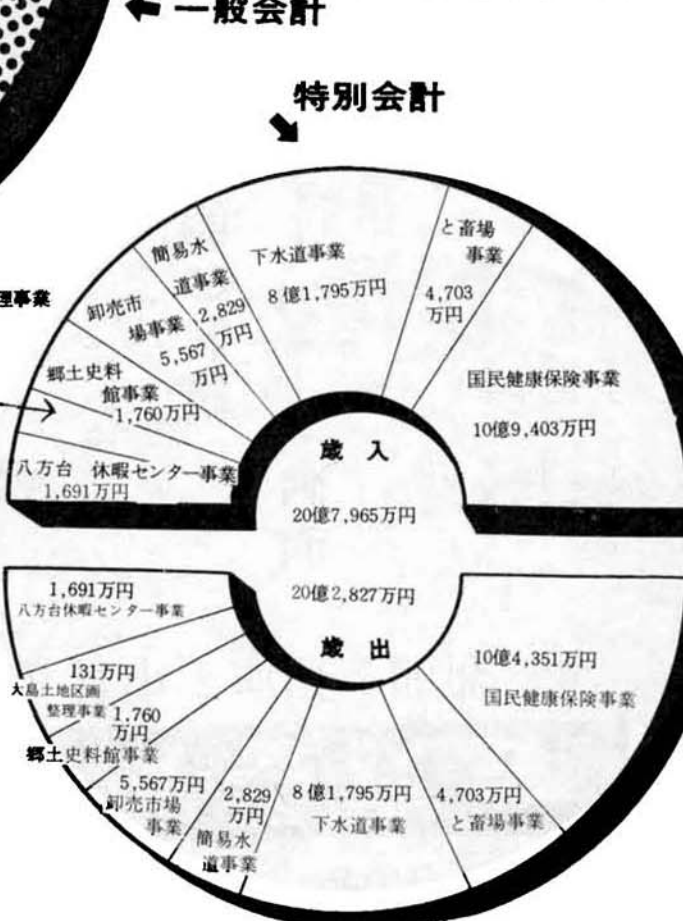 一般会計
特別会計
と畜場
事業
4,703
万円
下水道事業
8億1,795万円
簡易水
道事業
2,829
万円
卸売市
場事業
5,567
万円
理事業
郷土史料
館事業
1,760万円
八方台 休暇センター事業
1,691万円
国民健康保険事業
10億9,403万円
歳入
20億7,965万円
20億2,827万円
歳出
1,691万円
八方台休暇センター事業
131万円
大島土地区画
整理事業
1,760
万円
郷土史料館事業
5,567万円
卸売市場
事業
2,829
万円
簡易水
道事業
8億1,795万円
下水道事業
4,703万円
と畜場事業
10億4,351万円
国民健康保険事業